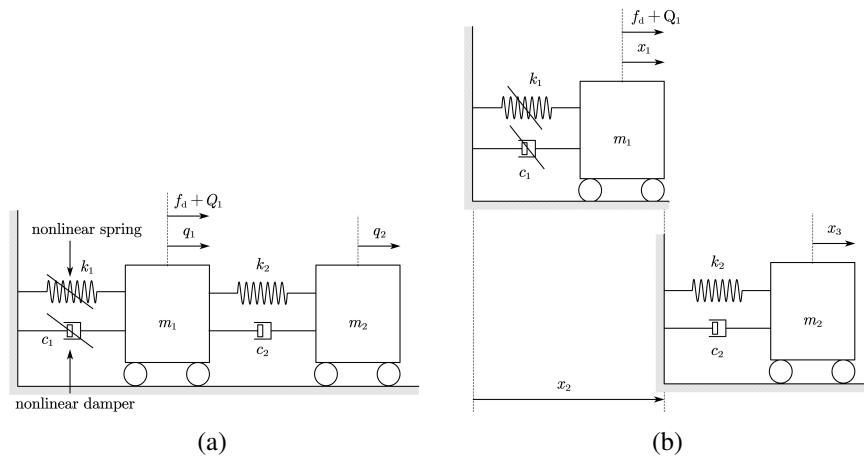 f_d + Q_1
q_1
q_2
nonlinear spring
k_1
k_2
m_1
m_2
c_1
c_2
nonlinear damper
(a)
f_d + Q_1
x_1
k_1
m_1
c_1
x_3
k_2
m_2
c_2
x_2
(b)